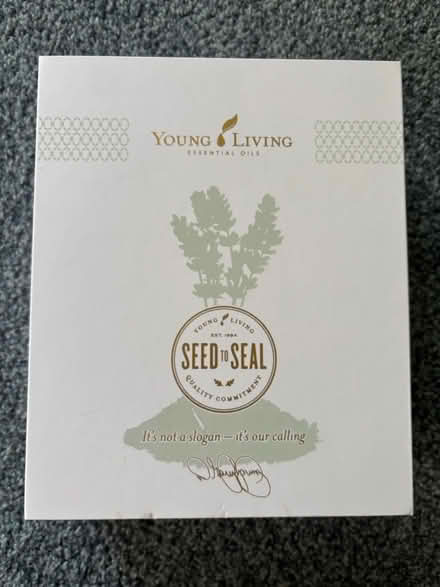 YOUNG LIVING
ESSENTIAL OILS
YOUNG LIVING
EST. 1994
SEED TO SEAL
QUALITY COMMITMENT
It's not a slogan — it's our calling